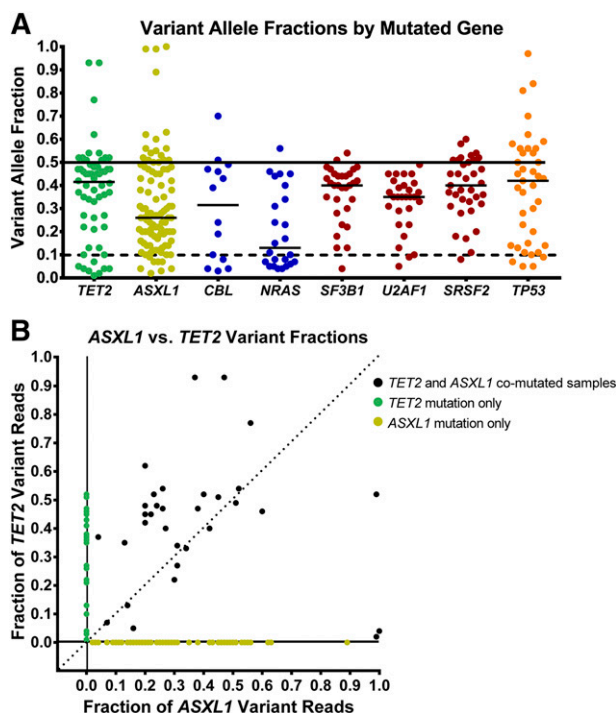 A
Variant Allele Fractions by Mutated Gene
Variant Allele Fraction
1.0
0.9
0.8
0.7
0.6
0.5
0.4
0.3
0.2
0.1
0.0
TET2 ASXL1 CBL NRAS SF3B1 U2AF1 SRSF2 TP53
B
ASXL1 vs. TET2 Variant Fractions
Fraction of TET2 Variant Reads
1.0
0.9
0.8
0.7
0.6
0.5
0.4
0.3
0.2
0.1
0.0
TET2 and ASXL1 co-mutated samples
TET2 mutation only
ASXL1 mutation only
0.0 0.1 0.2 0.3 0.4 0.5 0.6 0.7 0.8 0.9 1.0
Fraction of ASXL1 Variant Reads